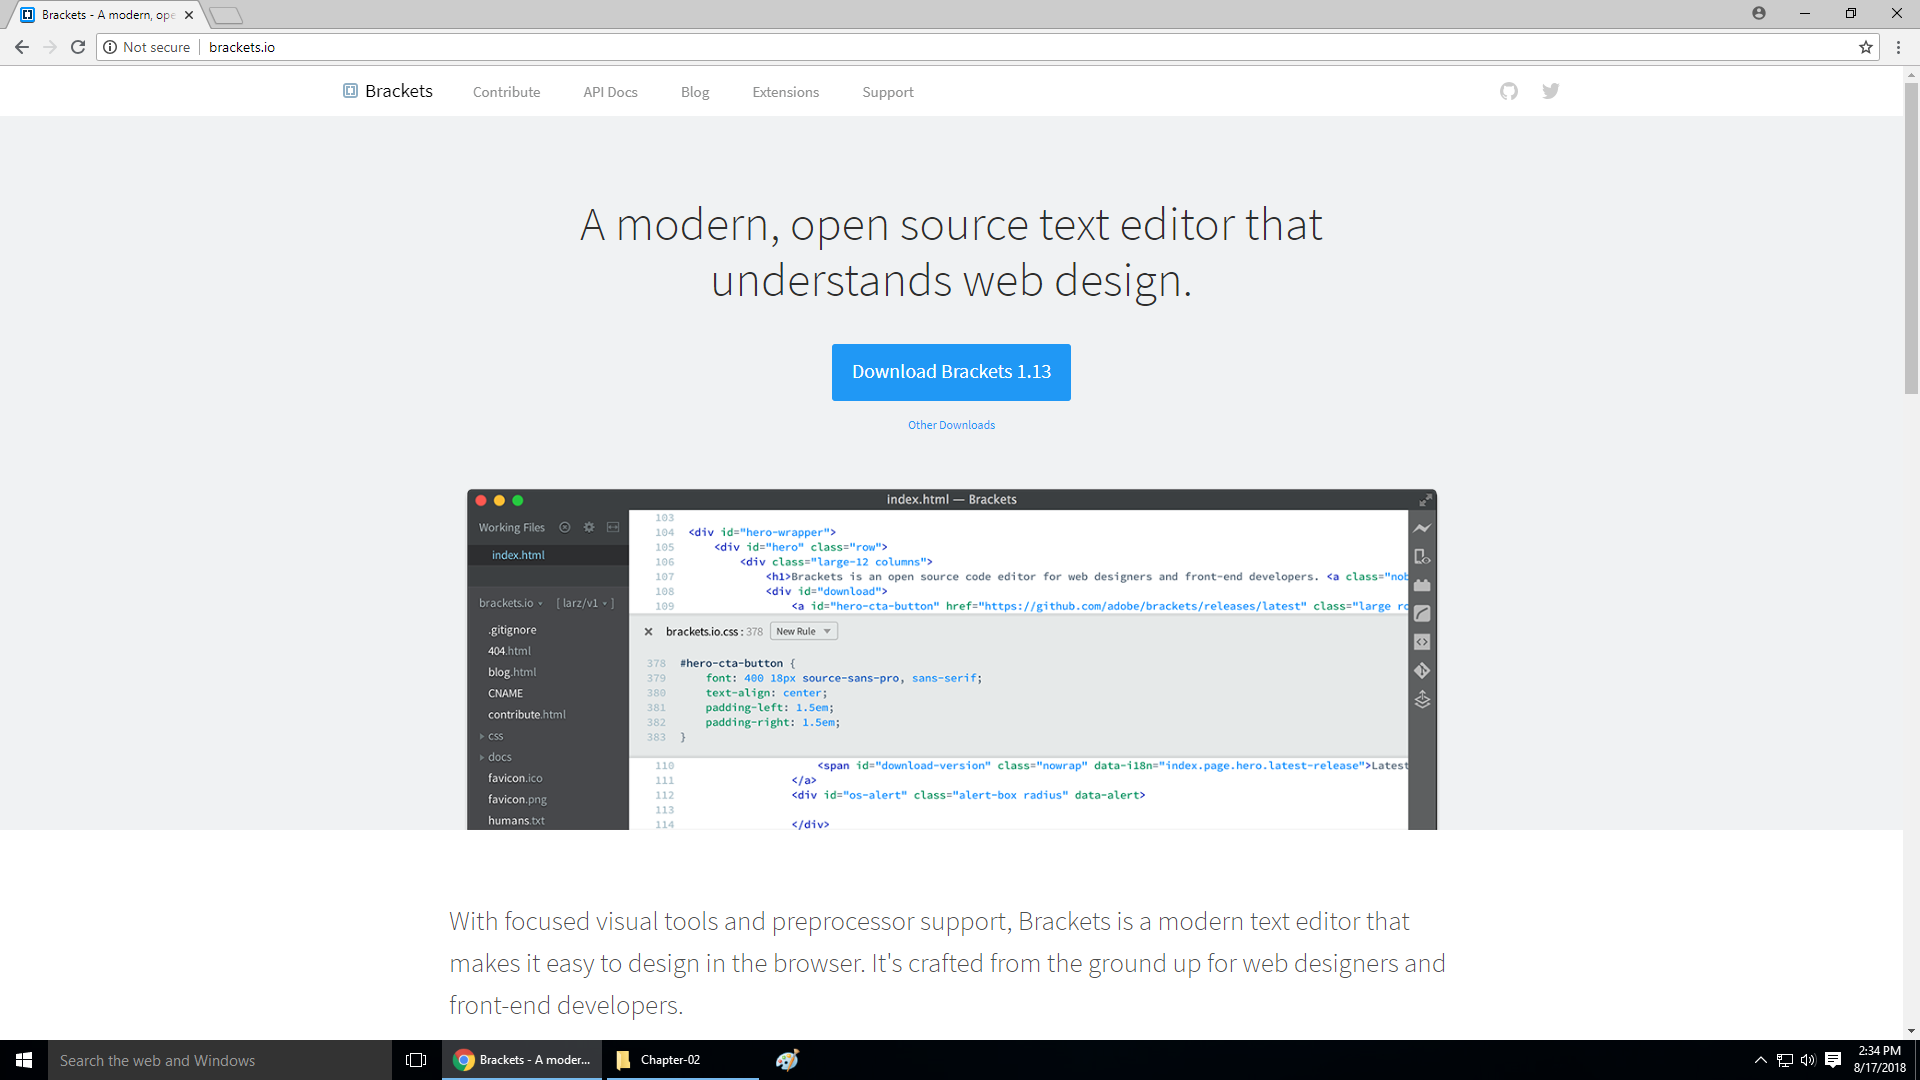 Brackets - A modern, ope
Not secure
brackets.io
Brackets
Contribute
API Docs
Blog
Extensions
Support
A modern, open source text editor that
understands web design.
Download Brackets 1.13
Other Downloads
index.html — Brackets
Working Files
index.html
brackets.io
[ larz/v1 ]
.gitignore
404.html
blog.html
CNAME
contribute.html
css
docs
favicon.ico
favicon.png
humans.txt
103
104 <div id="hero-wrapper">
105 <div id="hero" class="row">
106 <div class="large-12 columns">
107 <h1>Brackets is an open source code editor for web designers and front-end developers. <a class="nob
108 <div id="download">
109 <a id="hero-cta-button" href="https://github.com/adobe/brackets/releases/latest" class="large ro
brackets.io.css : 378 New Rule
378 #hero-cta-button {
379 font: 400 18px source-sans-pro, sans-serif;
380 text-align: center;
381 padding-left: 1.5em;
382 padding-right: 1.5em;
383 }
110 <span id="download-version" class="nowrap" data-i18n="index.page.hero.latest-release">Latest
111 </a>
112 <div id="os-alert" class="alert-box radius" data-alert>
113
114 </div>
With focused visual tools and preprocessor support, Brackets is a modern text editor that
makes it easy to design in the browser. It's crafted from the ground up for web designers and
front-end developers.
Search the web and Windows
Brackets - A moder...
Chapter-02
2:34 PM
8/17/2018